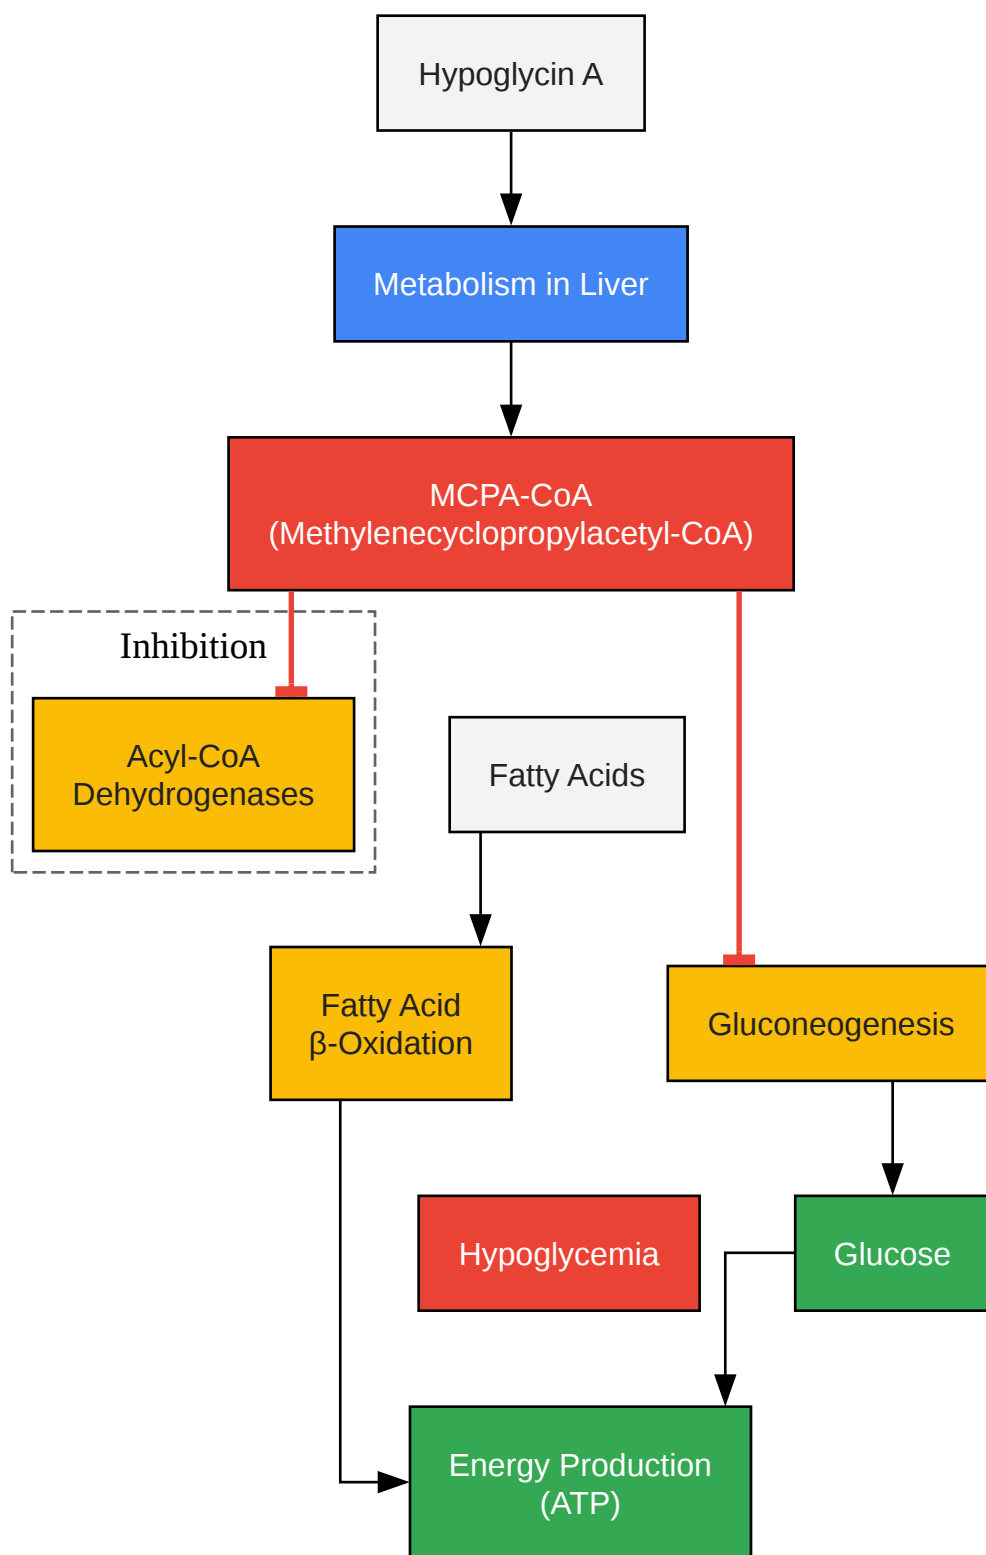 Hypoglycin A
Metabolism in Liver
MCPA-CoA
(Methylenecyclopropylacetyl-CoA)
Inhibition
Acyl-CoA
Dehydrogenases
Fatty Acids
Fatty Acid
β-Oxidation
Gluconeogenesis
Hypoglycemia
Glucose
Energy Production
(ATP)